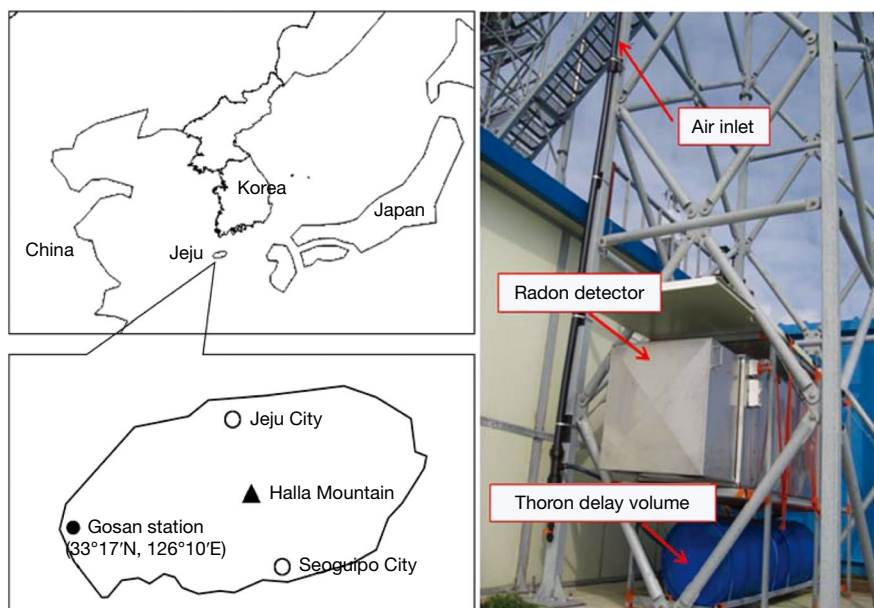 Korea
Japan
China
Jeju
Jeju City
Halla Mountain
Gosan station
(33°17′N, 126°10′E)
Seoguipo City
Air inlet
Radon detector
Thoron delay volume